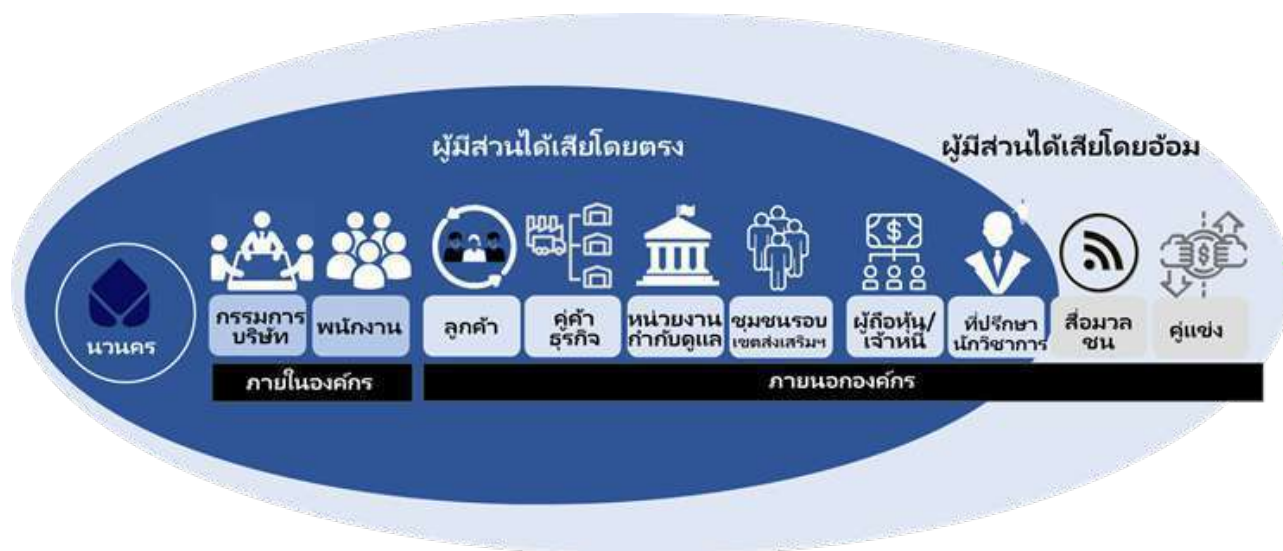 ผู้มีส่วนได้เสียโดยตรง
ผู้มีส่วนได้เสียโดยอ้อม
นวนคร
กรรมการ
บริษัท
พนักงาน
ลูกค้า
คู่ค้า
ธุรกิจ
หน่วยงาน
กำกับดูแล
ชุมชนรอบ
เขตส่งเสริมฯ
ผู้ถือหุ้น/
เจ้าหนี้
ที่ปรึกษา
นักวิชาการ
สื่อมวล
ชน
คู่แข่ง
ภายในองค์กร
ภายนอกองค์กร